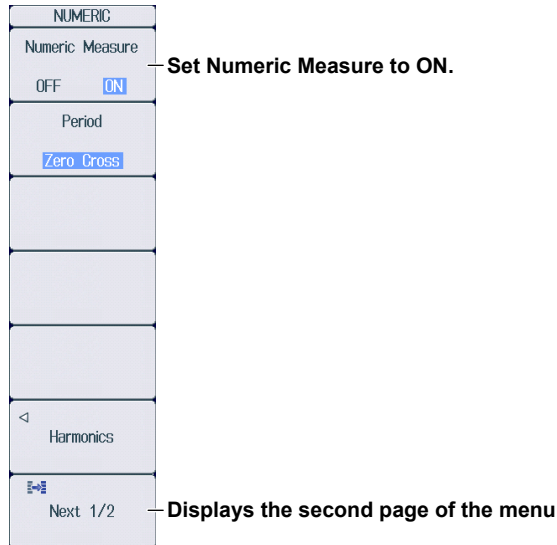 NUMERIC
Numeric Measure
OFF ON
Set Numeric Measure to ON.
Period
Zero Cross
Harmonics
Next 1/2
Displays the second page of the menu